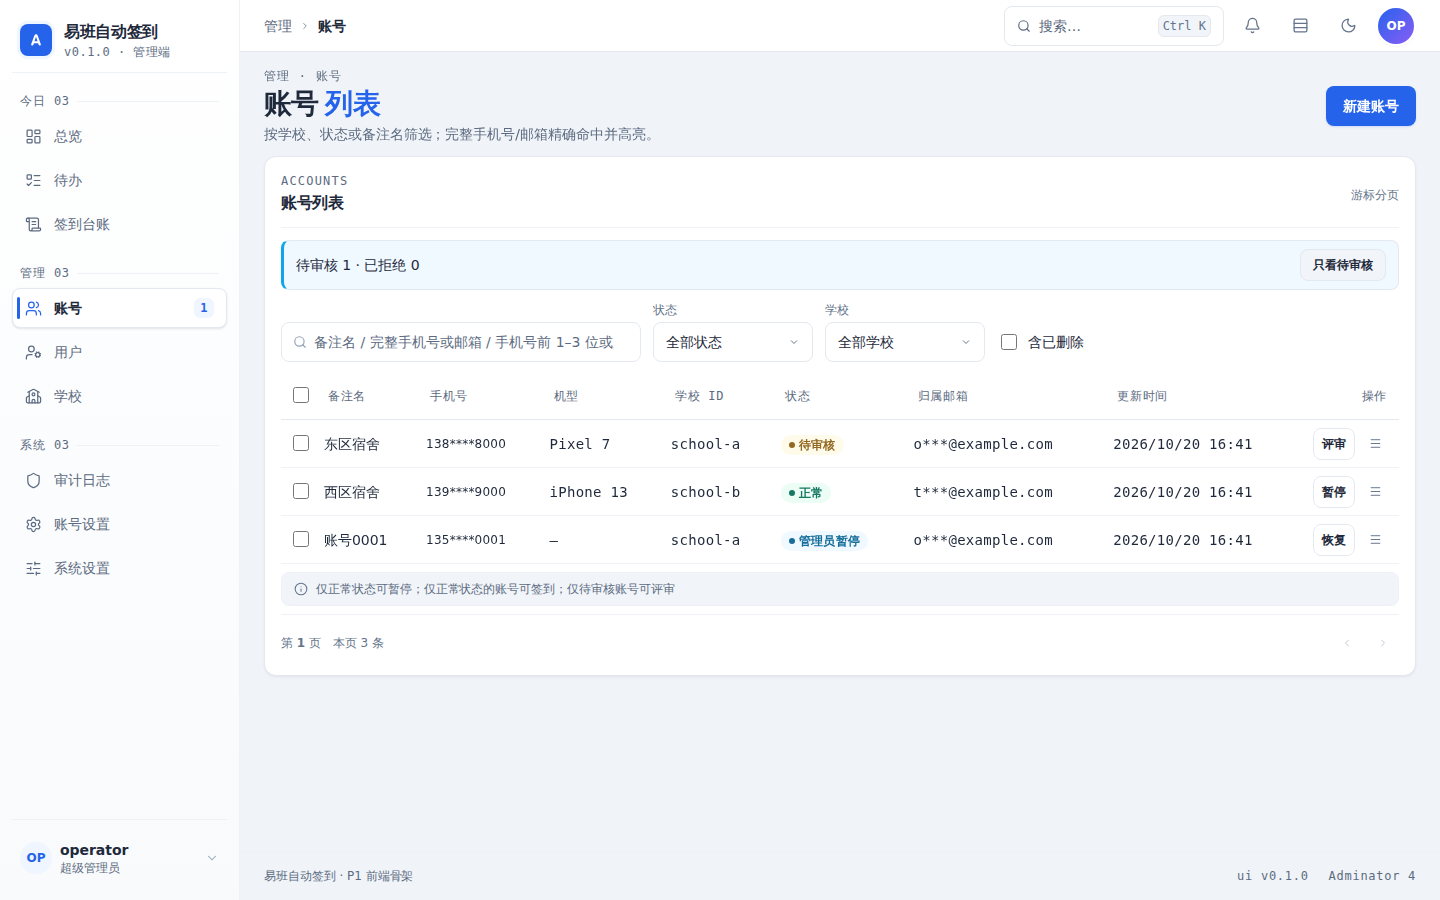 A
易班自动签到
v0.1.0 · 管理端
今日 03
总览
待办
签到台账
管理 03
账号 1
用户
学校
系统 03
审计日志
账号设置
系统设置
OP
operator
超级管理员
管理 › 账号
搜索… Ctrl K
OP
管理 · 账号
账号 列表
按学校、状态或备注名筛选；完整手机号/邮箱精确命中并高亮。
新建账号
ACCOUNTS
账号列表
游标分页
待审核 1 · 已拒绝 0
只看待审核
状态
学校
备注名 / 完整手机号或邮箱 / 手机号前 1–3 位或
全部状态
全部学校
含已删除
备注名 手机号 机型 学校 ID 状态 归属邮箱 更新时间 操作
东区宿舍 138****8000 Pixel 7 school-a 待审核 o***@example.com 2026/10/20 16:41 评审
西区宿舍 139****9000 iPhone 13 school-b 正常 t***@example.com 2026/10/20 16:41 暂停
账号0001 135****0001 — school-a 管理员暂停 o***@example.com 2026/10/20 16:41 恢复
仅正常状态可暂停；仅正常状态的账号可签到；仅待审核账号可评审
第 1 页 本页 3 条
‹ ›
易班自动签到 · P1 前端骨架
ui v0.1.0 Adminator 4